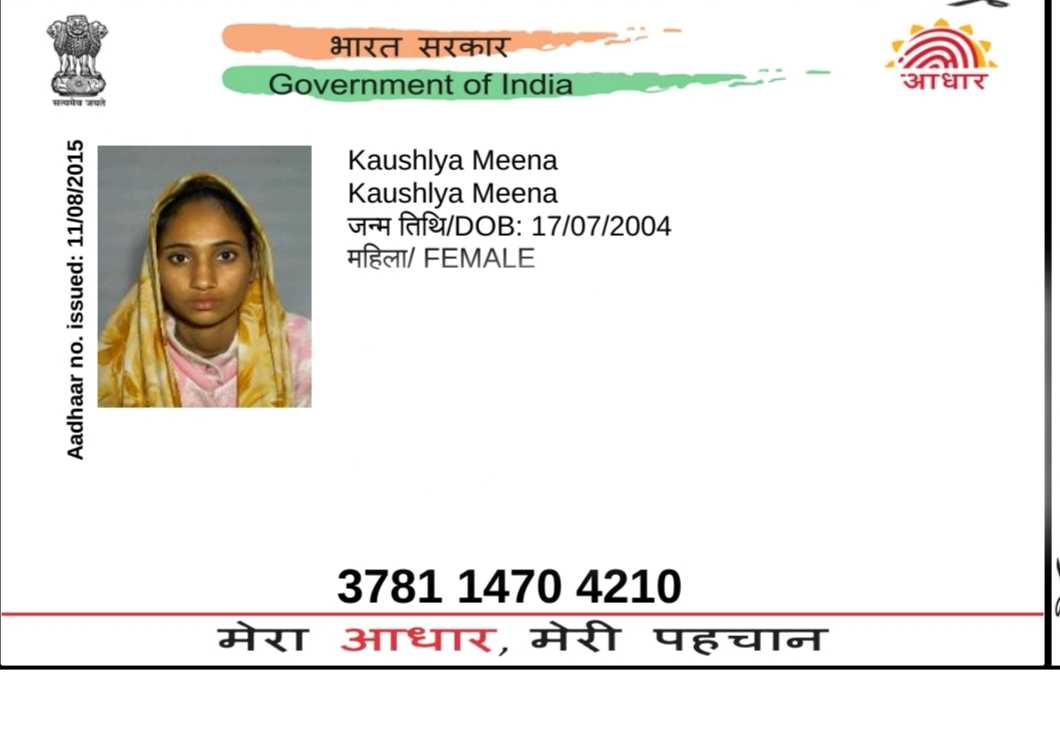 भारत सरकार
Government of India
सत्यमेव जयते
आधार
Aadhaar no. issued: 11/08/2015
Kaushlya Meena
Kaushlya Meena
जन्म तिथि/DOB: 17/07/2004
महिला/ FEMALE
3781 1470 4210
मेरा आधार, मेरी पहचान